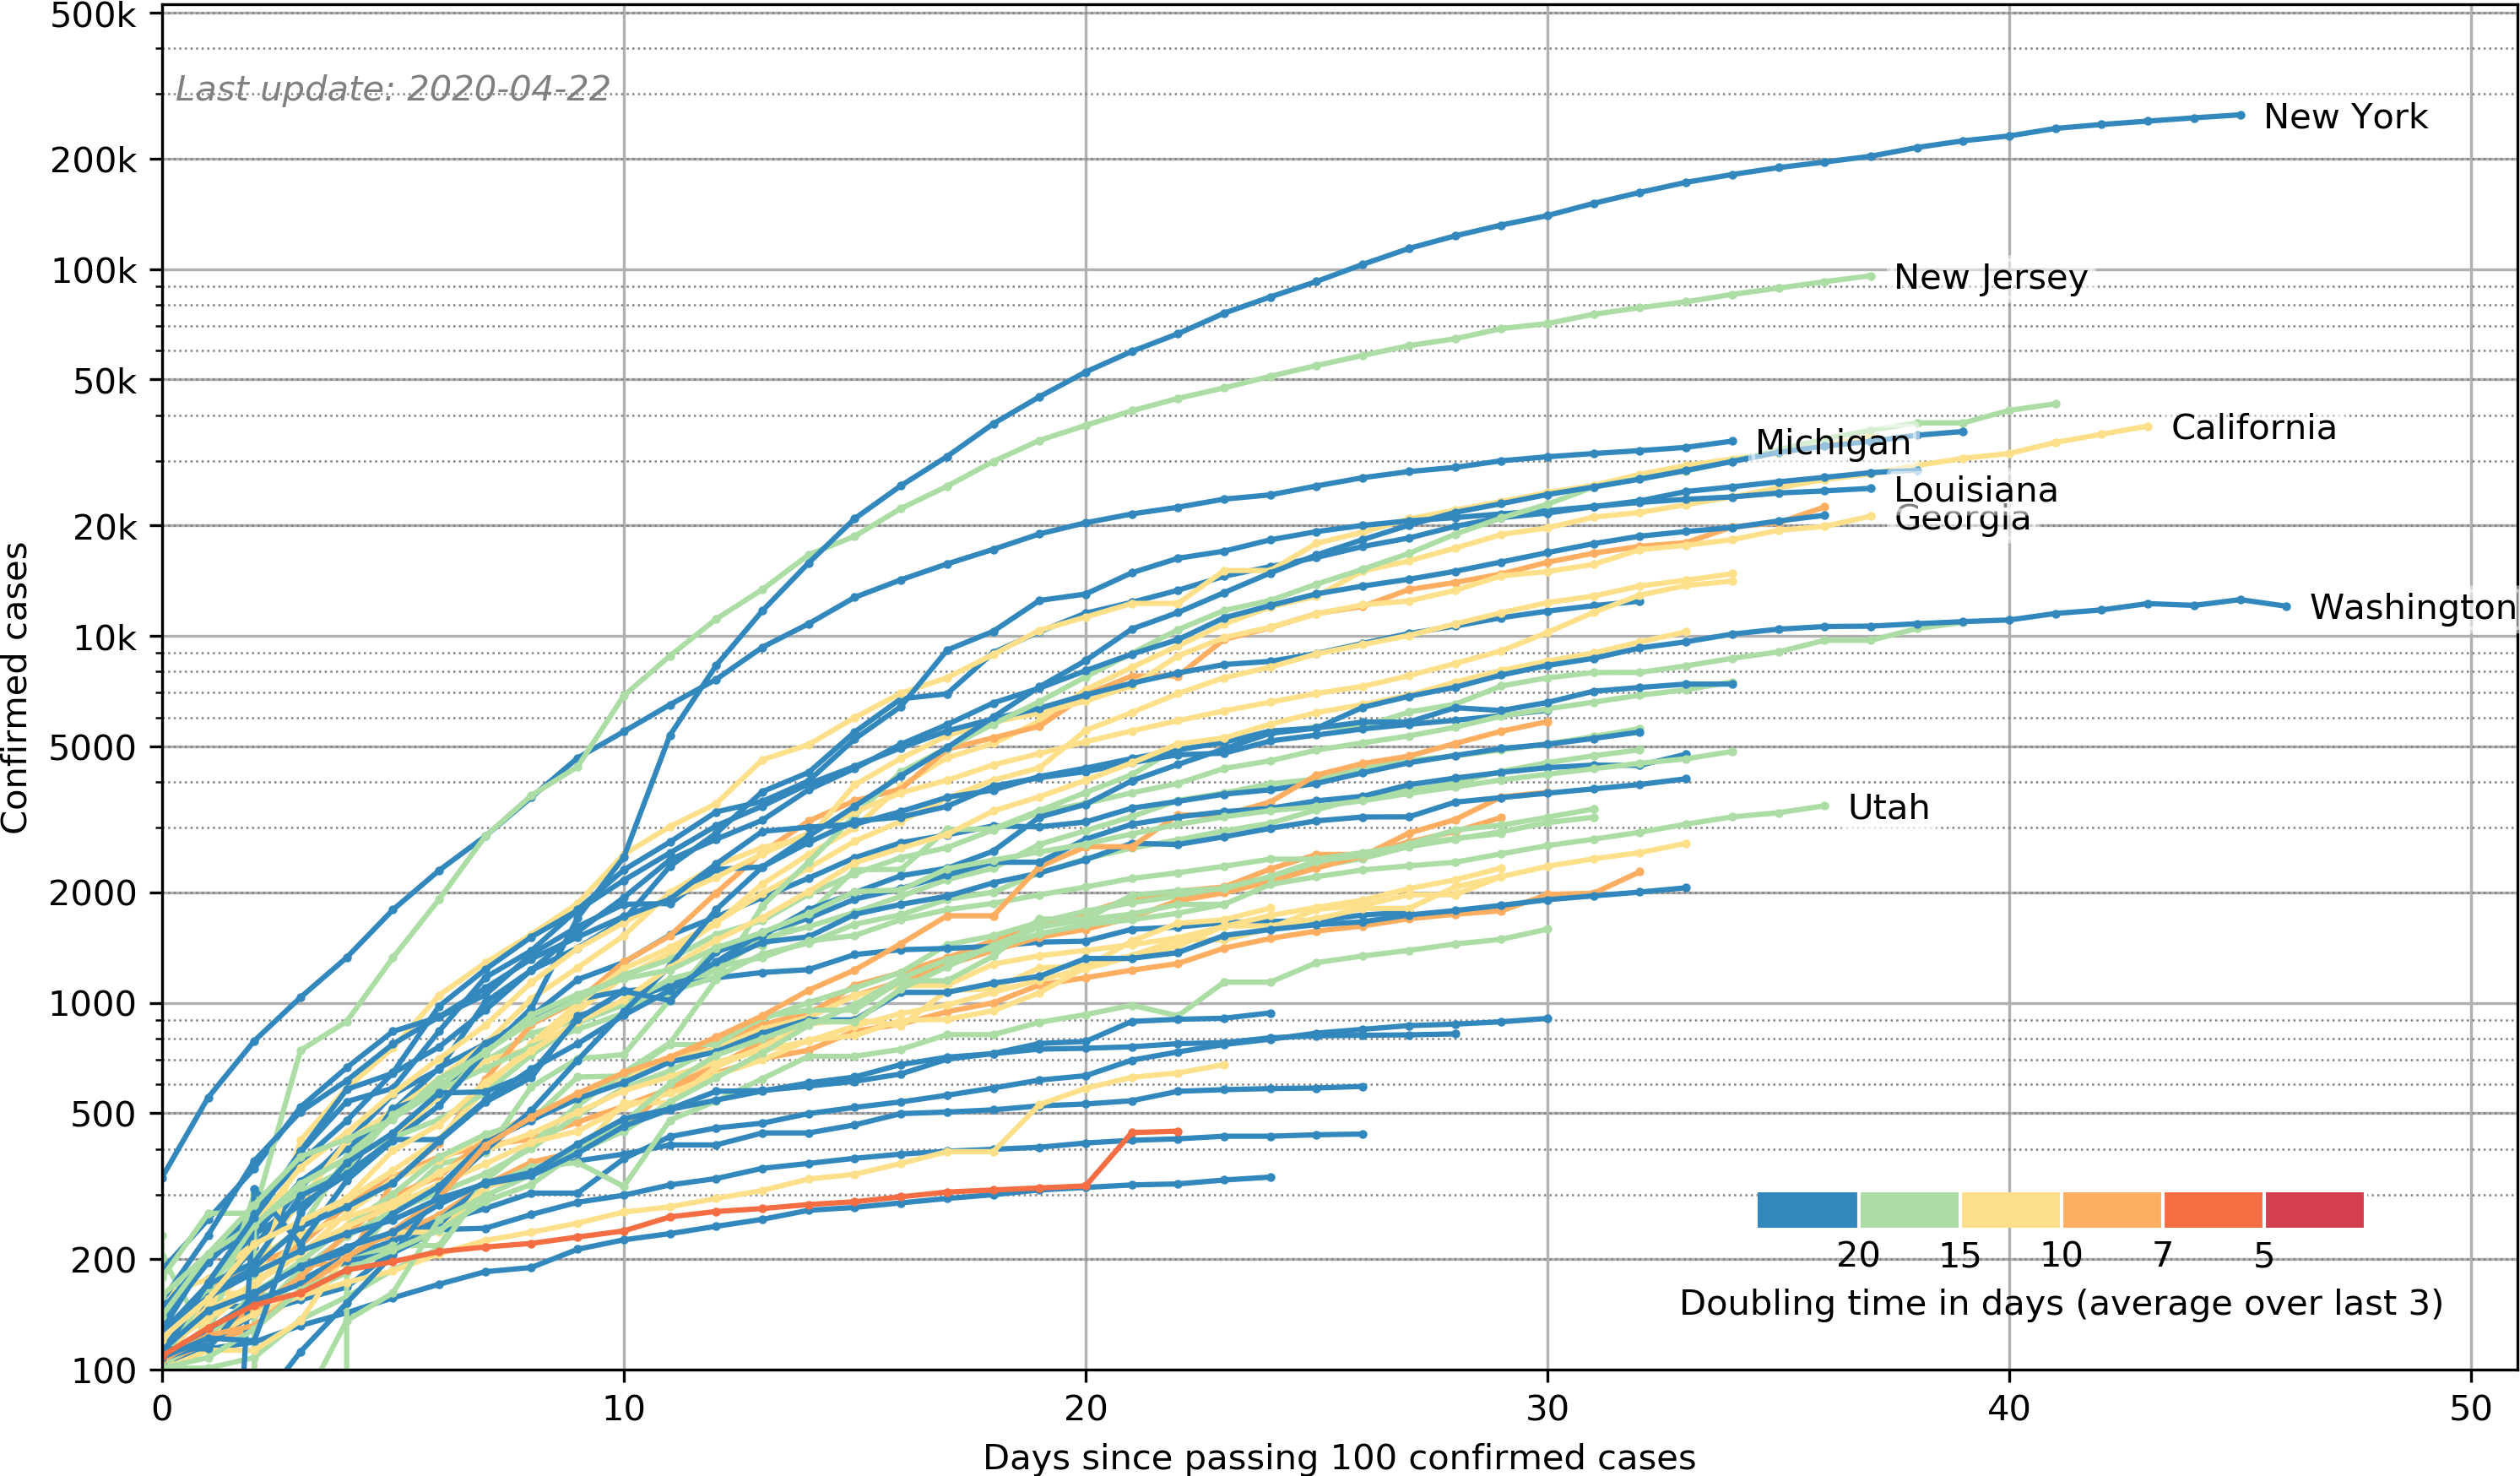 500k
Last update: 2020-04-22
New York
200k
100k
New Jersey
50k
California
Michigan
Louisiana
20k
Georgia
10k
Washington
5000
Utah
2000
1000
500
200
100
Confirmed cases
20 15 10 7 5
Doubling time in days (average over last 3)
0 10 20 30 40 50
Days since passing 100 confirmed cases